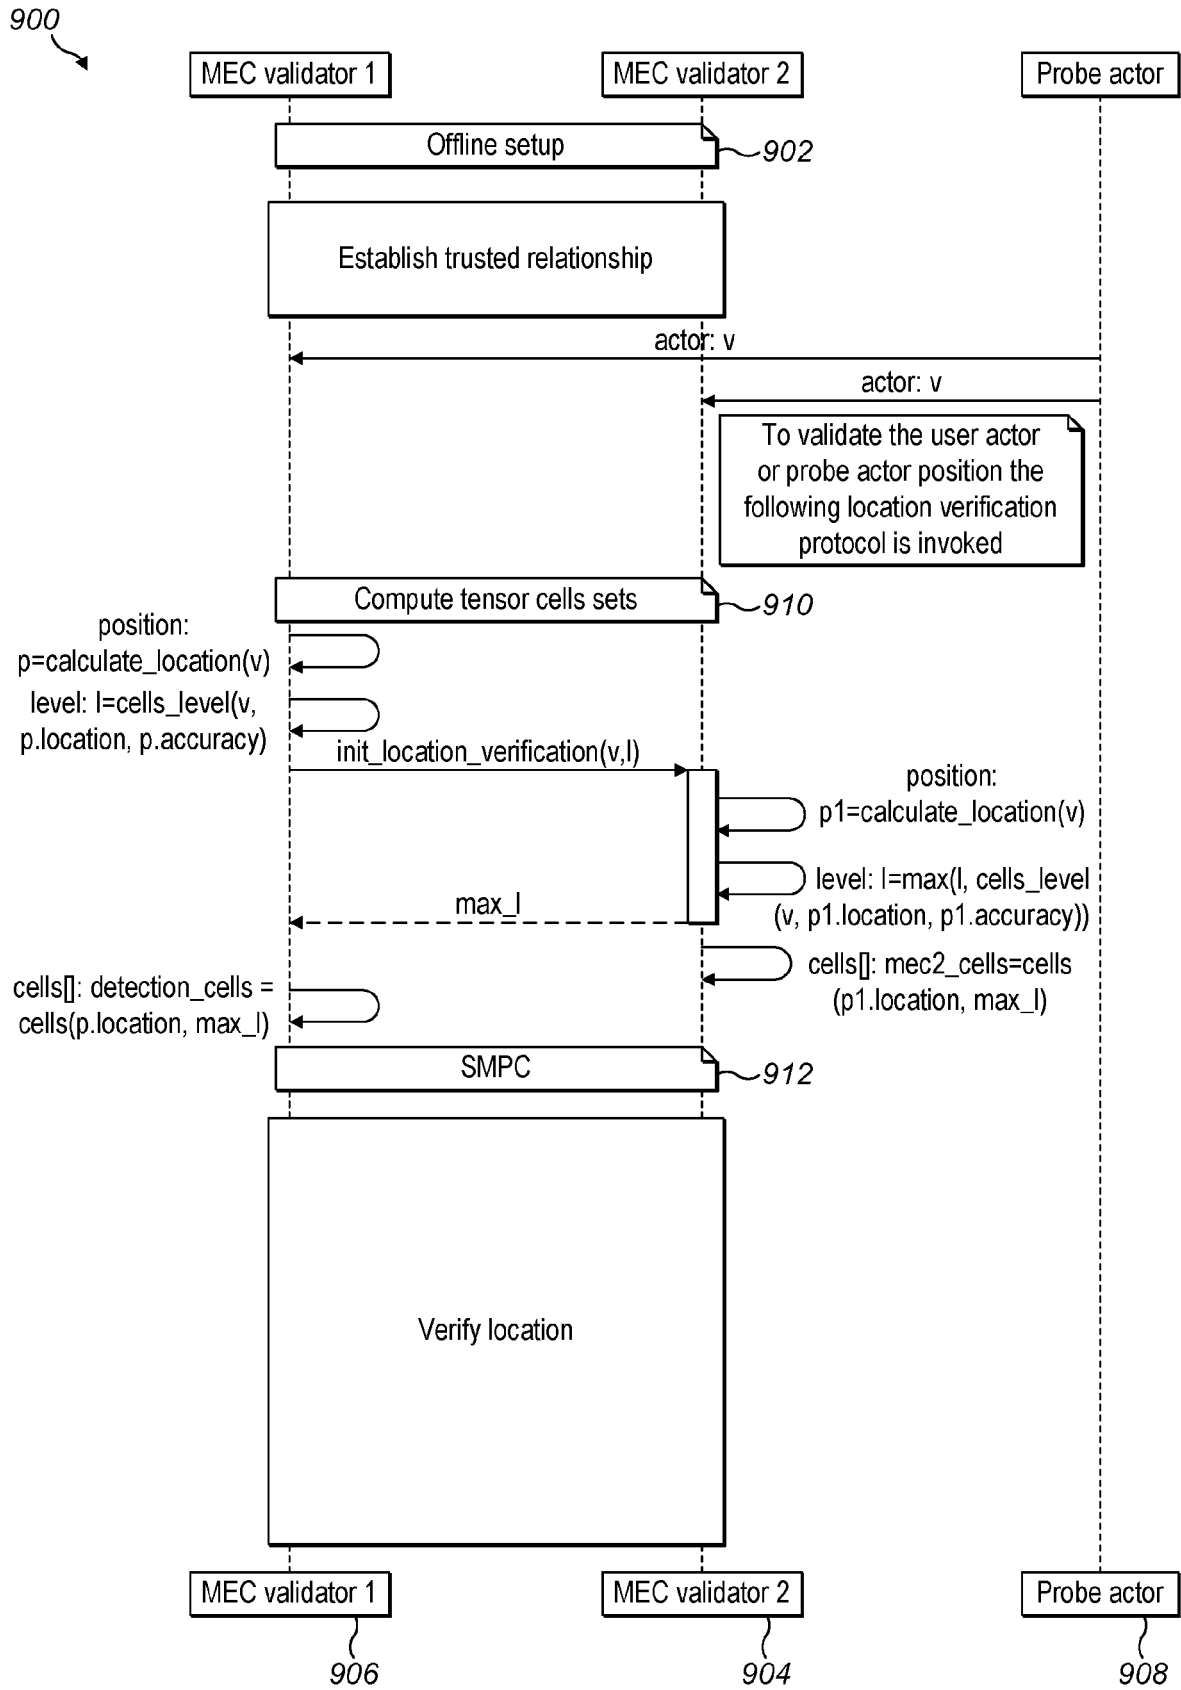 900
MEC validator 1
MEC validator 2
Probe actor
Offline setup
902
Establish trusted relationship
actor: v
actor: v
To validate the user actor
or probe actor position the
following location verification
protocol is invoked
Compute tensor cells sets
910
position:
p=calculate_location(v)
level: l=cells_level(v,
p.location, p.accuracy)
init_location_verification(v,l)
position:
p1=calculate_location(v)
level: l=max(l, cells_level
(v, p1.location, p1.accuracy))
max_l
cells[]: mec2_cells=cells
(p1.location, max_l)
cells[]: detection_cells =
cells(p.location, max_l)
SMPC
912
Verify location
MEC validator 1
MEC validator 2
Probe actor
906
904
908